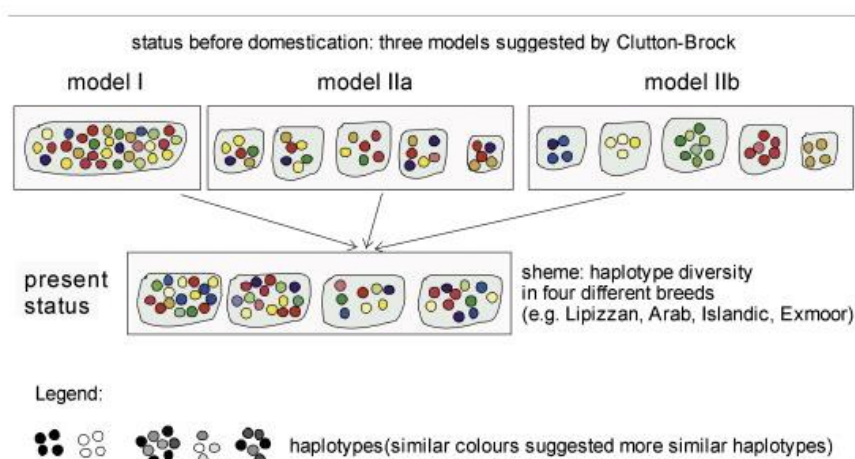 status before domestication: three models suggested by Clutton-Brock
model I
model IIa
model IIb
present
status
sheme: haplotype diversity
in four different breeds
(e.g. Lipizzan, Arab, Islandic, Exmoor)
Legend:
haplotypes(similar colours suggested more similar haplotypes)